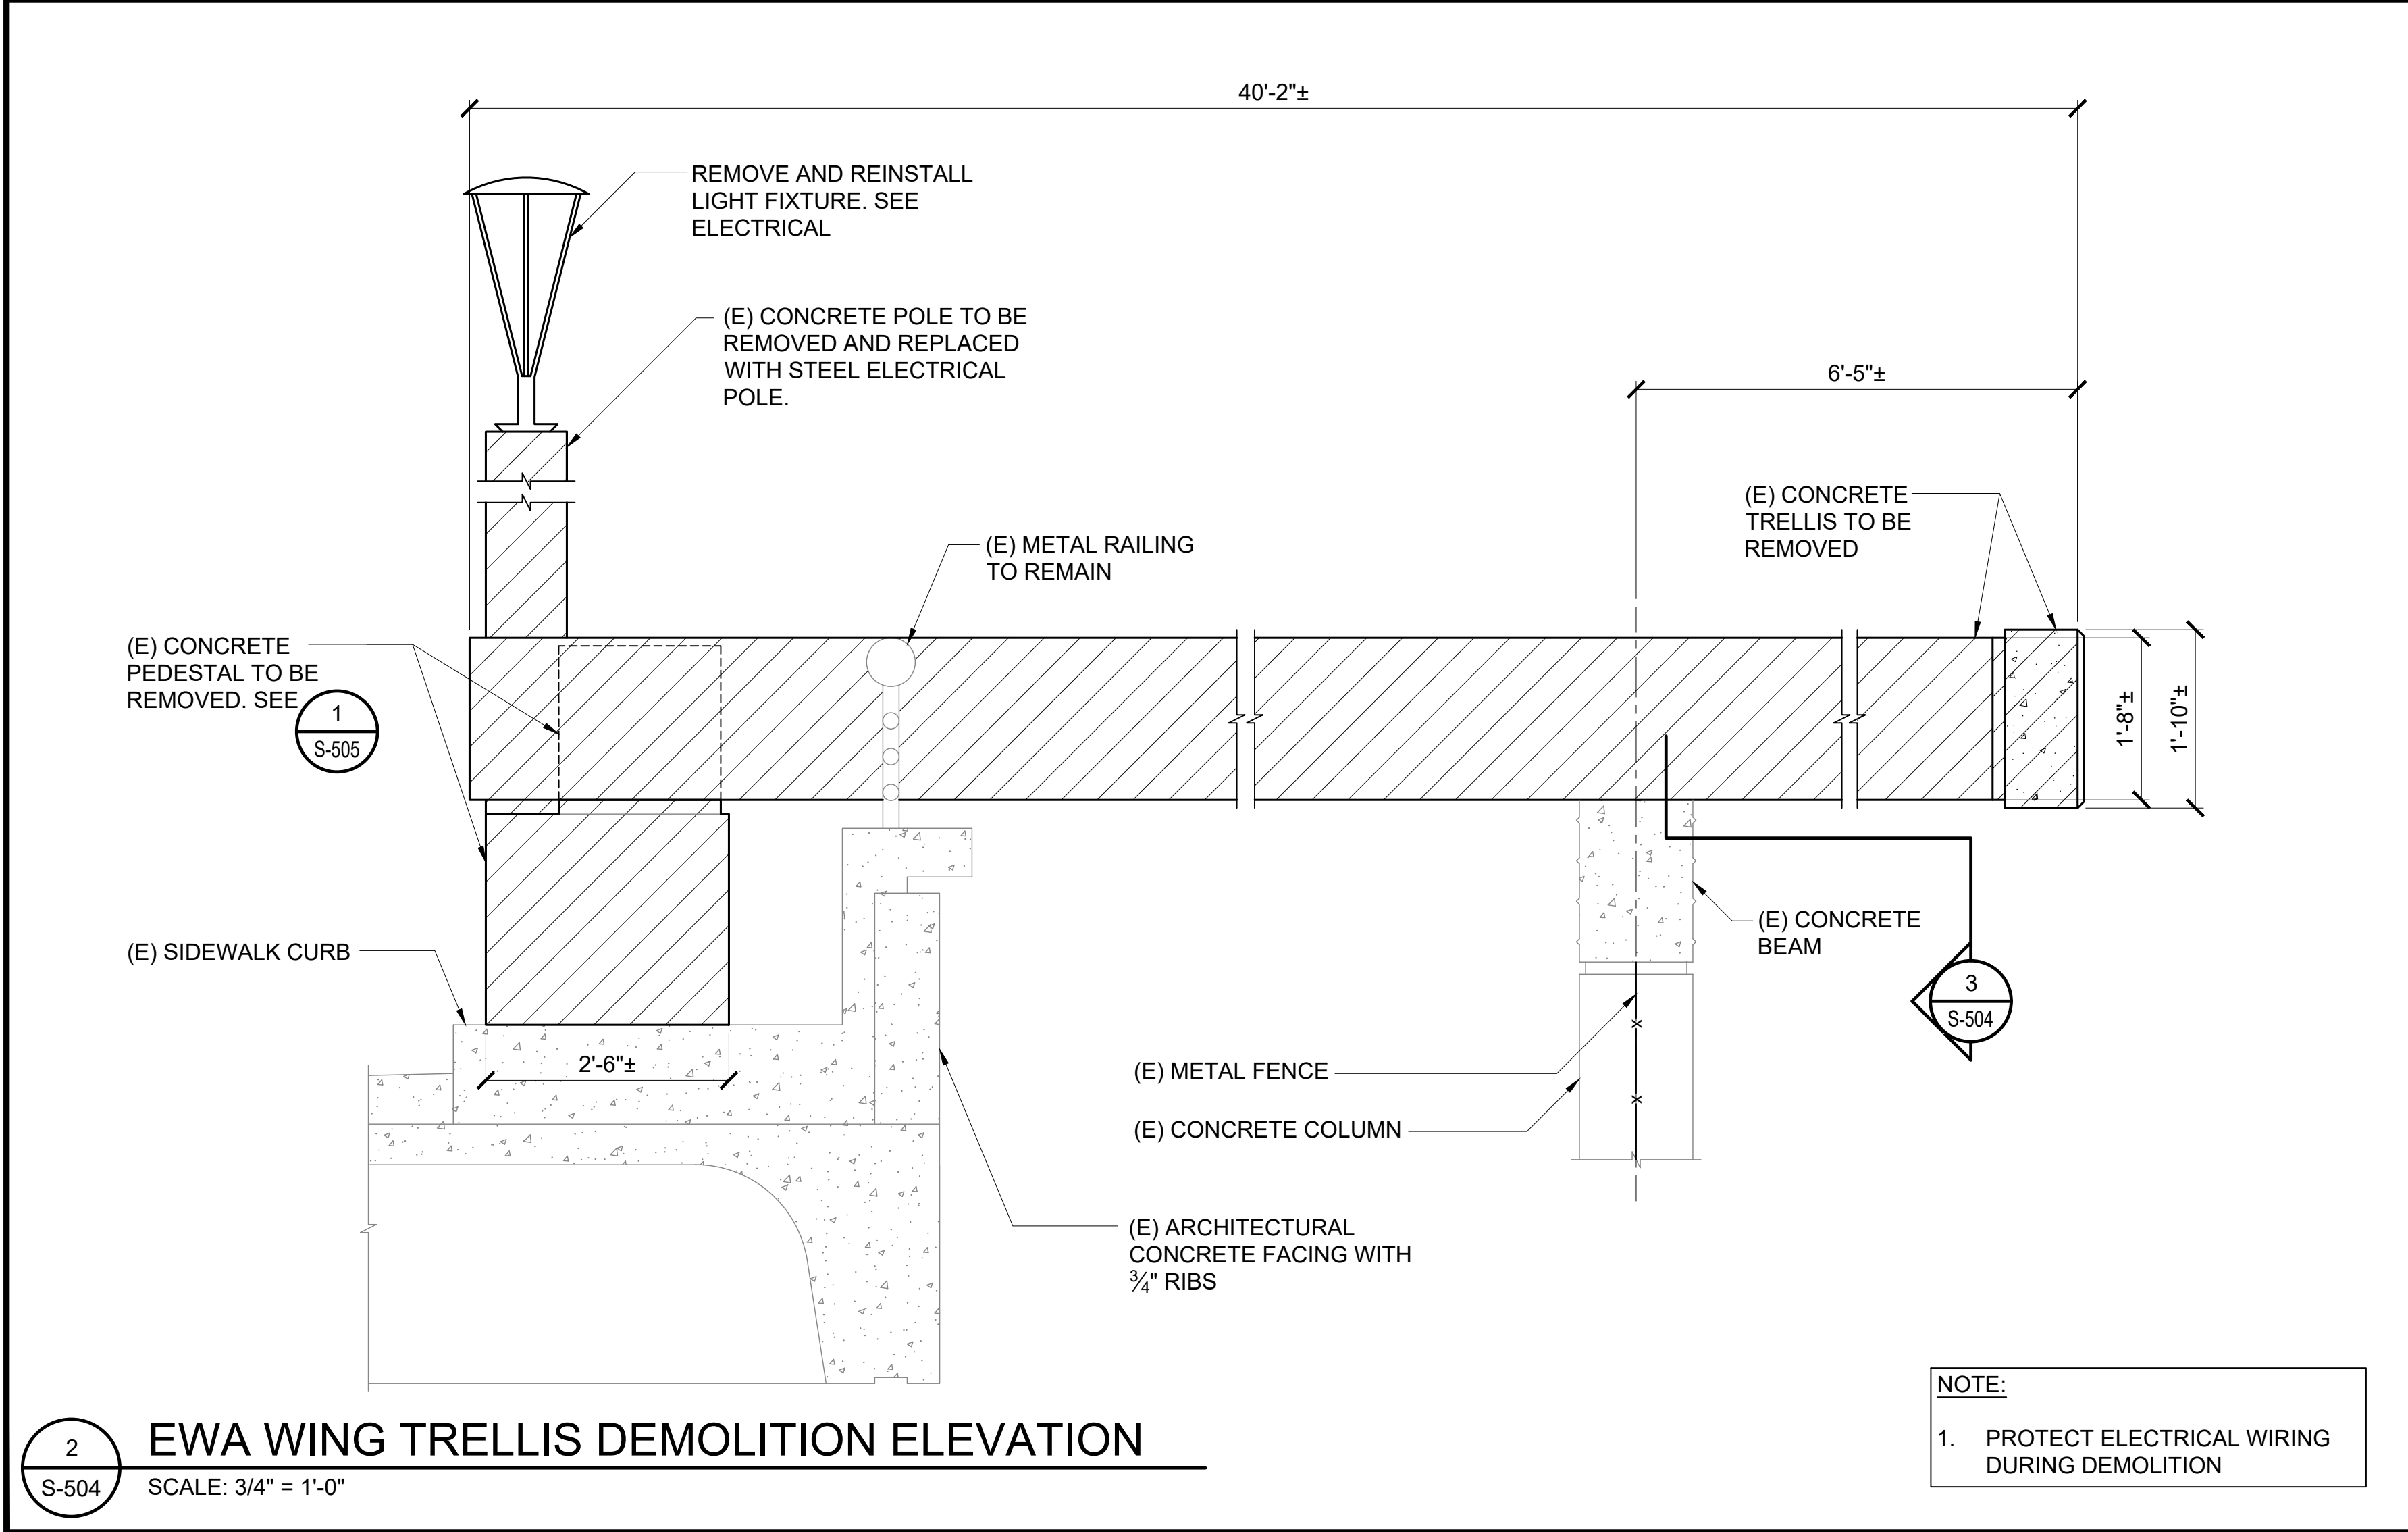 40'-2"±
REMOVE AND REINSTALL
LIGHT FIXTURE. SEE
ELECTRICAL
(E) CONCRETE POLE TO BE
REMOVED AND REPLACED
WITH STEEL ELECTRICAL
POLE.
6'-5"±
(E) CONCRETE
TRELLIS TO BE
REMOVED
(E) METAL RAILING
TO REMAIN
(E) CONCRETE
PEDESTAL TO BE
REMOVED. SEE
1
S-505
1'-8"±
1'-10"±
(E) SIDEWALK CURB
(E) CONCRETE
BEAM
3
S-504
2'-6"±
(E) METAL FENCE
X
X
(E) CONCRETE COLUMN
(E) ARCHITECTURAL
CONCRETE FACING WITH
¾" RIBS
NOTE:
1. PROTECT ELECTRICAL WIRING
DURING DEMOLITION
2
S-504
EWA WING TRELLIS DEMOLITION ELEVATION
SCALE: 3/4" = 1'-0"